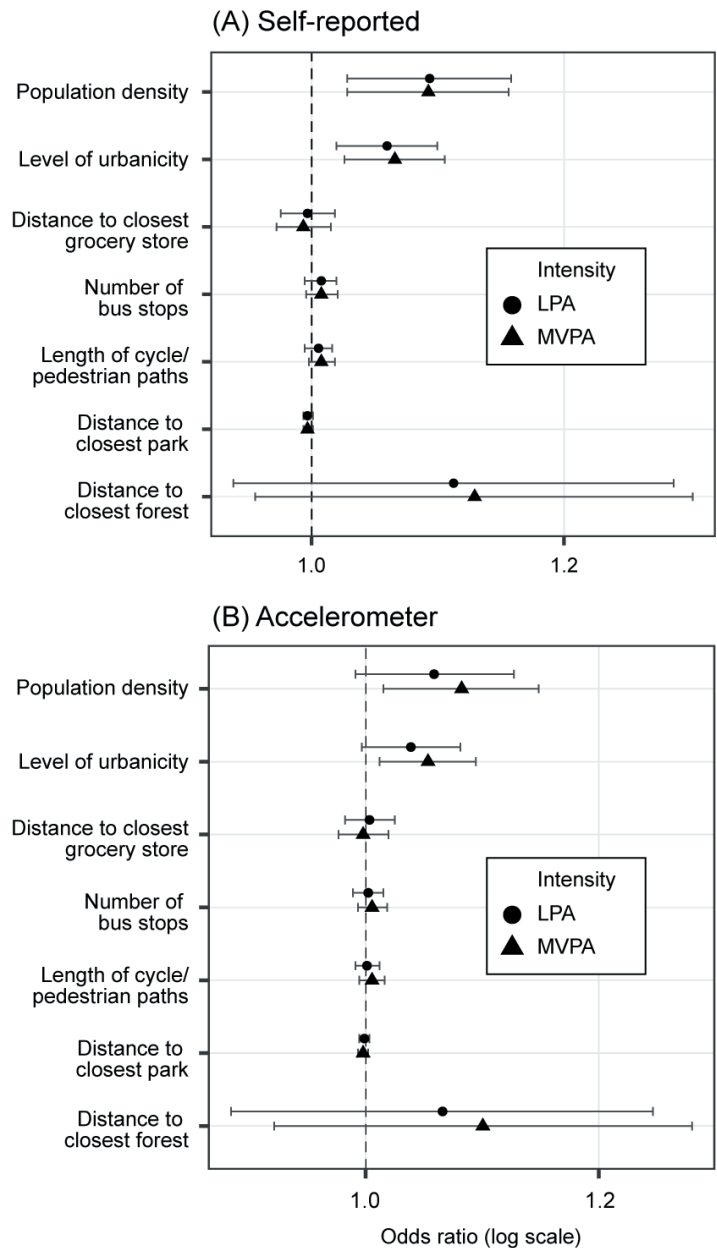 (A) Self-reported
Population density
Level of urbanicity
Distance to closest
grocery store
Number of
bus stops
Length of cycle/
pedestrian paths
Distance to
closest park
Distance to
closest forest
Intensity
LPA
MVPA
1.0
1.2
(B) Accelerometer
Population density
Level of urbanicity
Distance to closest
grocery store
Number of
bus stops
Length of cycle/
pedestrian paths
Distance to
closest park
Distance to
closest forest
Intensity
LPA
MVPA
1.0
1.2
Odds ratio (log scale)